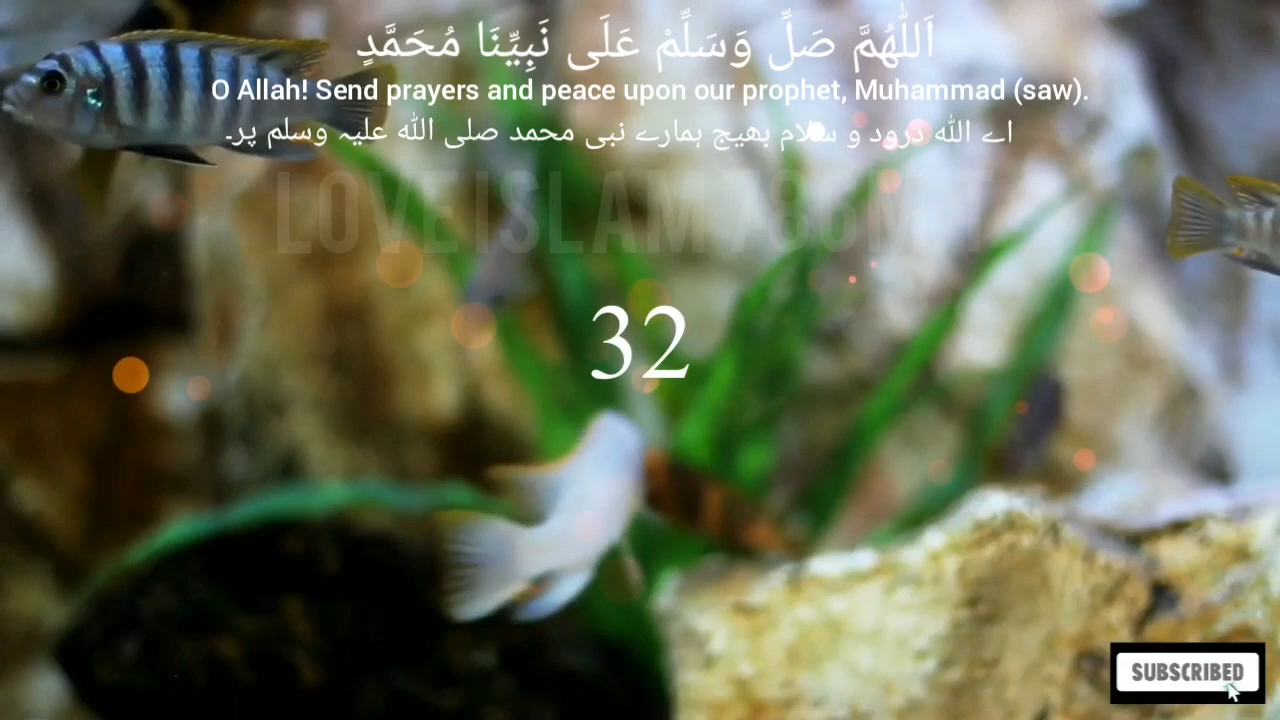 اَللّٰهُمَّ صَلِّ وَسَلِّمْ عَلَى نَبِيِّنَا مُحَمَّدٍ
O Allah! Send prayers and peace upon our prophet, Muhammad (saw).
اے اللہ درود و سلام بھیج ہمارے نبی محمد صلی اللہ علیہ وسلم پر۔
LOVEISLAM786NET
32
SUBSCRIBED